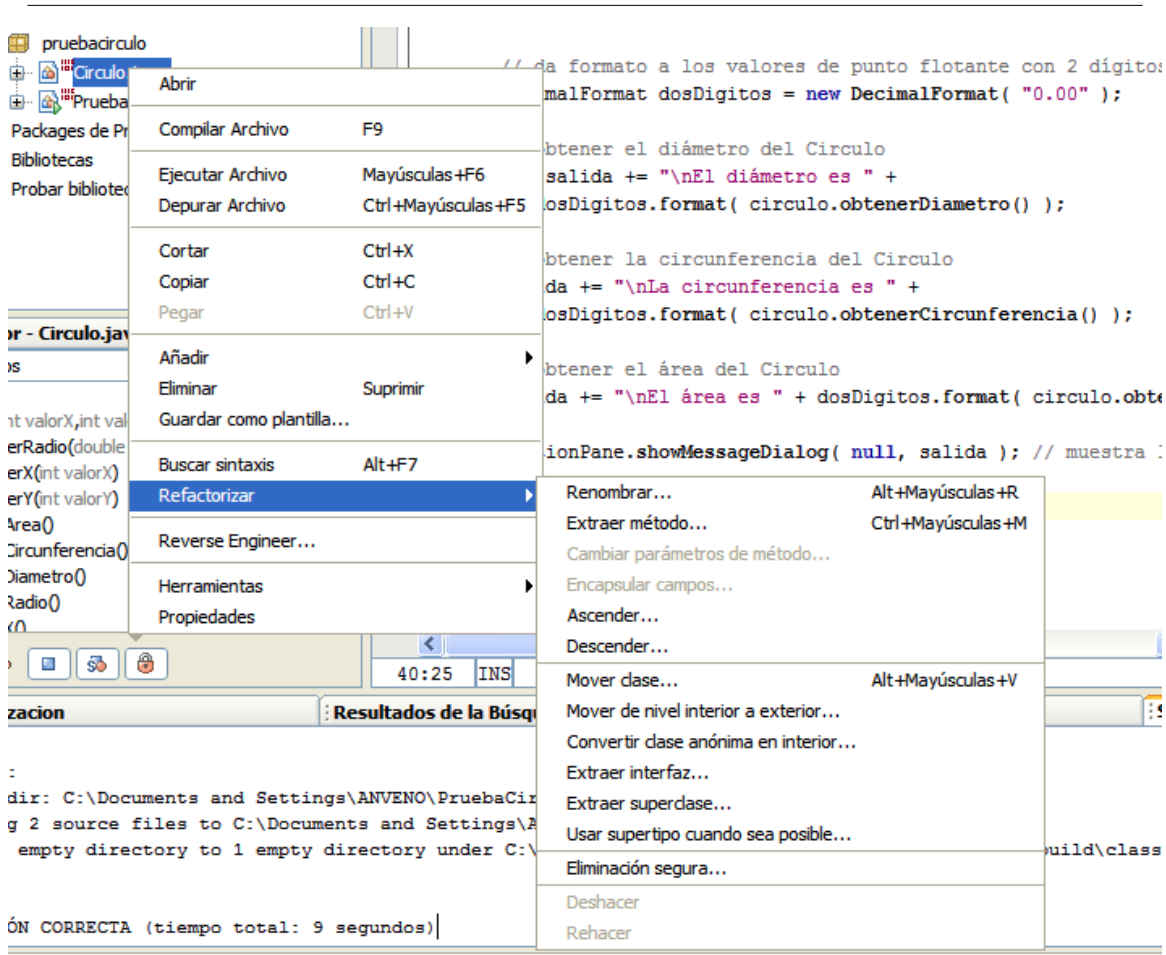 pruebacirculo
Circulo
Prueba
Packages de Pr
Bibliotecas
Probar bibliotec
or - Circulo.jav
os
nt valorX,int val
erRadio(double
erX(int valorX)
erY(int valorY)
Area()
Circunferencia()
Diametro()
Radio()
X()
Abrir
Compilar Archivo F9
Ejecutar Archivo Mayúsculas+F6
Depurar Archivo Ctrl+Mayúsculas+F5
Cortar Ctrl+X
Copiar Ctrl+C
Pegar Ctrl+V
Añadir
Eliminar Suprimir
Guardar como plantilla...
Buscar sintaxis Alt+F7
Refactorizar
Reverse Engineer...
Herramientas
Propiedades
// da formato a los valores de punto flotante con 2 dígitos
malFormat dosDigitos = new DecimalFormat( "0.00" );
obtener el diámetro del Circulo
salida += "\nEl diámetro es " +
dosDigitos.format( circulo.obtenerDiametro() );
obtener la circunferencia del Circulo
da += "\nLa circunferencia es " +
dosDigitos.format( circulo.obtenerCircunferencia() );
obtener el área del Circulo
da += "\nEl área es " + dosDigitos.format( circulo.obte
ionPane.showMessageDialog( null, salida ); // muestra l
Renombrar... Alt+Mayúsculas+R
Extraer método... Ctrl+Mayúsculas+M
Cambiar parámetros de método...
Encapsular campos...
Ascender...
Descender...
Mover clase... Alt+Mayúsculas+V
Mover de nivel interior a exterior...
Convertir clase anónima en interior...
Extraer interfaz...
Extraer superclase...
Usar supertipo cuando sea posible...
Eliminación segura...
Deshacer
Rehacer
40:25 INS
zacion
Resultados de la Búsqu
S
:
dir: C:\Documents and Settings\ANVENO\PruebaCir
g 2 source files to C:\Documents and Settings\A
empty directory to 1 empty directory under C:\ uild\class
ÓN CORRECTA (tiempo total: 9 segundos)